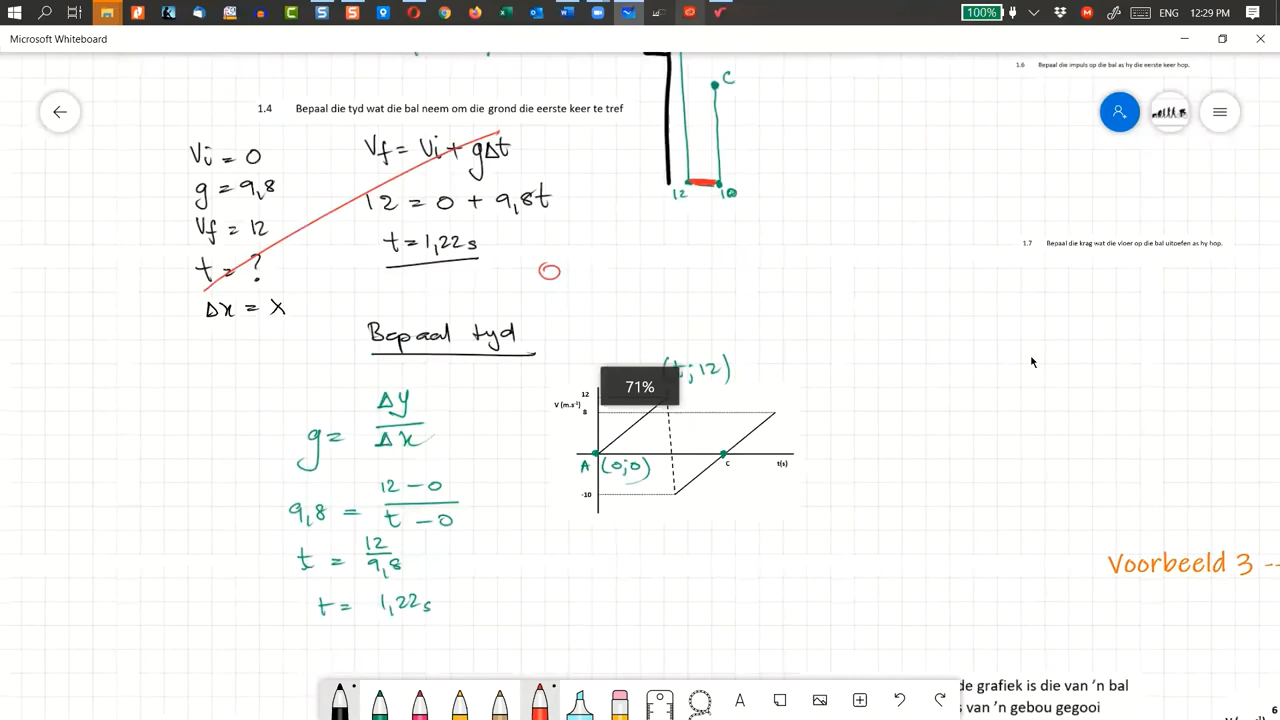 100%
ENG
12:29 PM
Microsoft Whiteboard
1.6 Bepaal die impuls op die bal as hy die eerste keer hop.
C
1.4 Bepaal die tyd wat die bal neem om die grond die eerste keer te tref
Vi = 0
g = 9,8
Vf = 12
t = ?
Δx = X
Vf = Vi + gΔt
12 = 0 + 9,8t
t = 1,22s
12 10
1.7 Bepaal die krag wat die vloer op die bal uitoefen as hy hop.
Bepaal tyd
g = Δy / Δx
9,8 = 12 - 0 / t - 0
t = 12 / 9,8
t = 1,22s
(t; 12)
71%
12
V (m.s⁻¹)
8
A (0;0)
C
t(s)
-10
Voorbeeld 3 --
de grafiek is die van 'n bal
s van 'n gebou gegooi
6